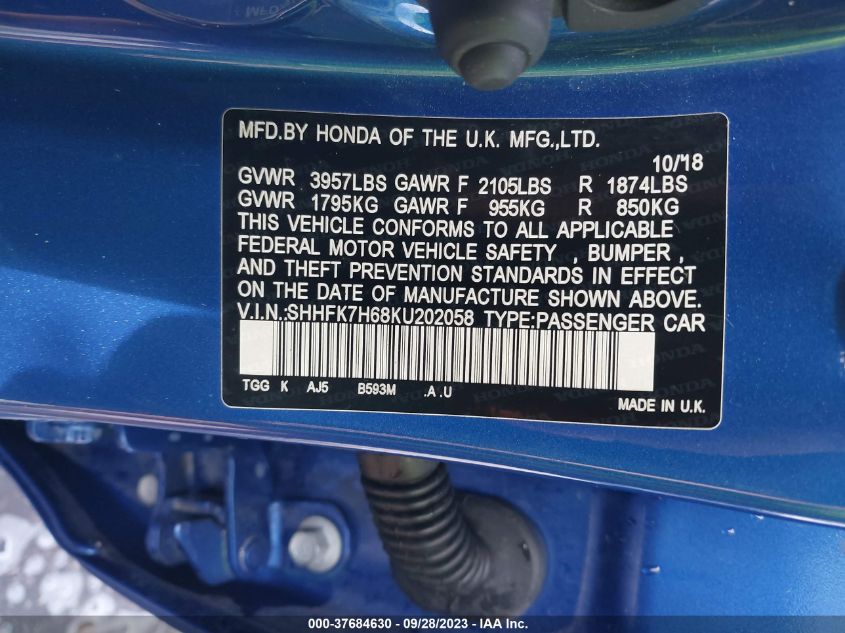 MFD.BY HONDA OF THE U.K. MFG.,LTD.
10/'18
GVWR 3957LBS GAWR F 2105LBS R 1874LBS
GVWR 1795KG GAWR F 955KG R 850KG
THIS VEHICLE CONFORMS TO ALL APPLICABLE
FEDERAL MOTOR VEHICLE SAFETY , BUMPER ,
AND THEFT PREVENTION STANDARDS IN EFFECT
ON THE DATE OF MANUFACTURE SHOWN ABOVE.
V.I.N.:SHHFK7H68KU202058 TYPE:PASSENGER CAR
TGG K AJ5 B593M .A .U
MADE IN U.K.
000-37684630 - 09/28/2023 - IAAI Inc.